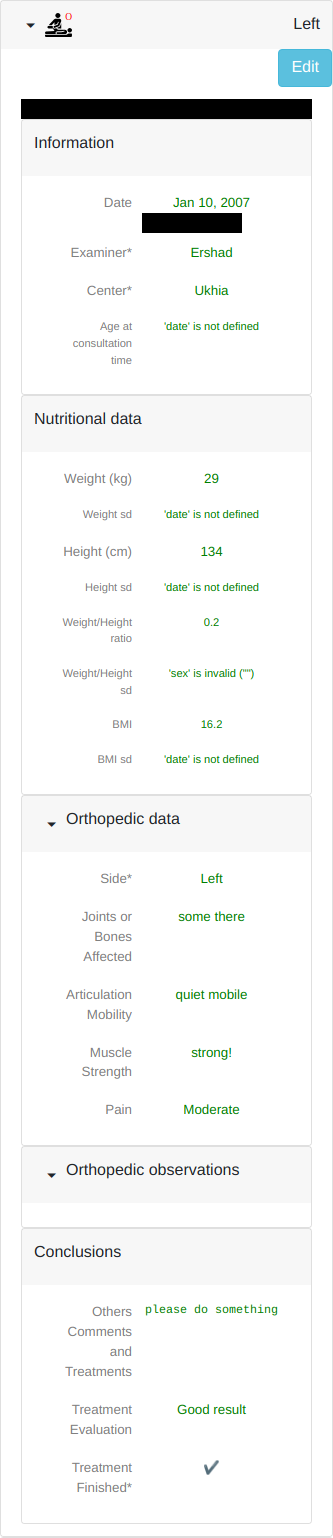 o Left
Edit
Information
Date Jan 10, 2007
Examiner* Ershad
Center* Ukhia
Age at 'date' is not defined
consultation
time
Nutritional data
Weight (kg) 29
Weight sd 'date' is not defined
Height (cm) 134
Height sd 'date' is not defined
Weight/Height 0.2
ratio
Weight/Height 'sex' is invalid ("")
sd
BMI 16.2
BMI sd 'date' is not defined
Orthopedic data
Side* Left
Joints or some there
Bones
Affected
Articulation quiet mobile
Mobility
Muscle strong!
Strength
Pain Moderate
Orthopedic observations
Conclusions
Others please do something
Comments
and
Treatments
Treatment Good result
Evaluation
Treatment ✔
Finished*